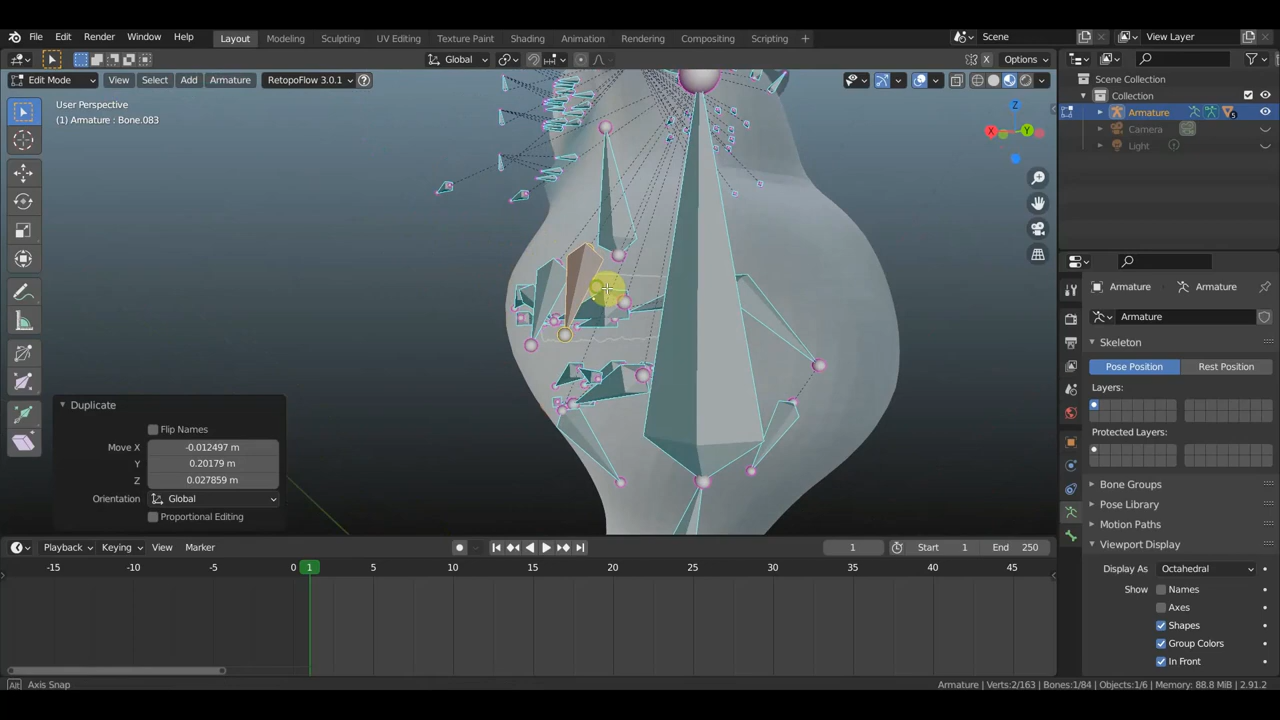 File Edit Render Window Help Layout Modeling Sculpting UV Editing Texture Paint Shading Animation Rendering Compositing Scripting + Scene View Layer
Global Options
Edit Mode View Select Add Armature RetopoFlow 3.0.1 ?
User Perspective
(1) Armature : Bone.083
Z
X Y
Scene Collection
Collection
Armature 5
Camera
Light
Armature Armature
Armature
Skeleton
Pose Position Rest Position
Layers:
Protected Layers:
Bone Groups
Pose Library
Motion Paths
Viewport Display
Display As Octahedral
Show Names
Axes
Shapes
Group Colors
In Front
Duplicate
Flip Names
Move X -0.012497 m
Y 0.20179 m
Z 0.027859 m
Orientation Global
Proportional Editing
Playback Keying View Marker 1 Start 1 End 250
-15 -10 -5 0 1 5 10 15 20 25 30 35 40 45
Alt Axis Snap Armature | Verts:2/163 | Bones:1/84 | Objects:1/6 | Memory: 88.8 MiB | 2.91.2